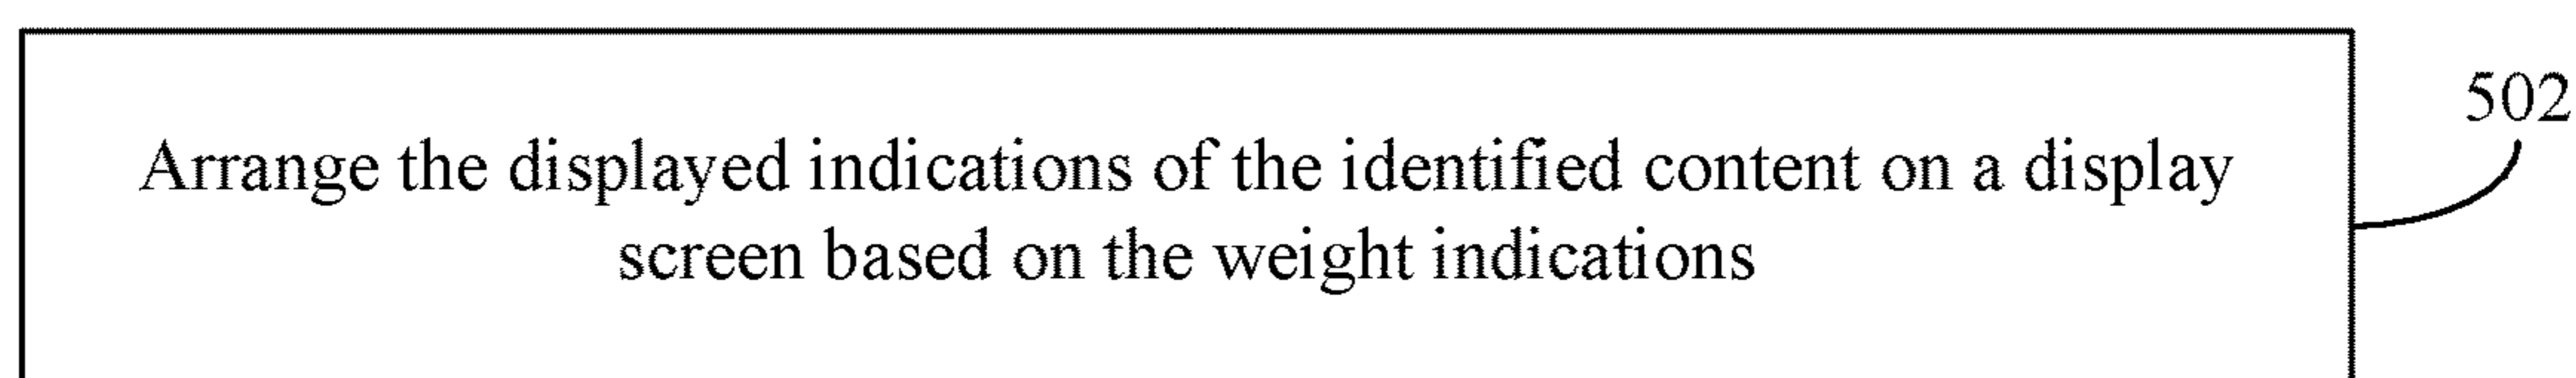 502
Arrange the displayed indications of the identified content on a display
screen based on the weight indications